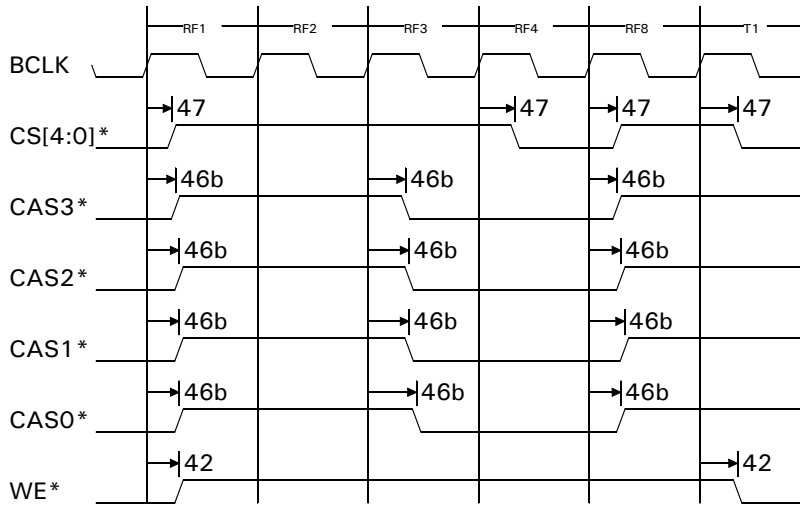 RF1 RF2 RF3 RF4 RF8 T1
BCLK
47 47 47 47
CS[4:0]*
46b 46b 46b
CAS3*
46b 46b 46b
CAS2*
46b 46b 46b
CAS1*
46b 46b 46b
CAS0*
42 42
WE*